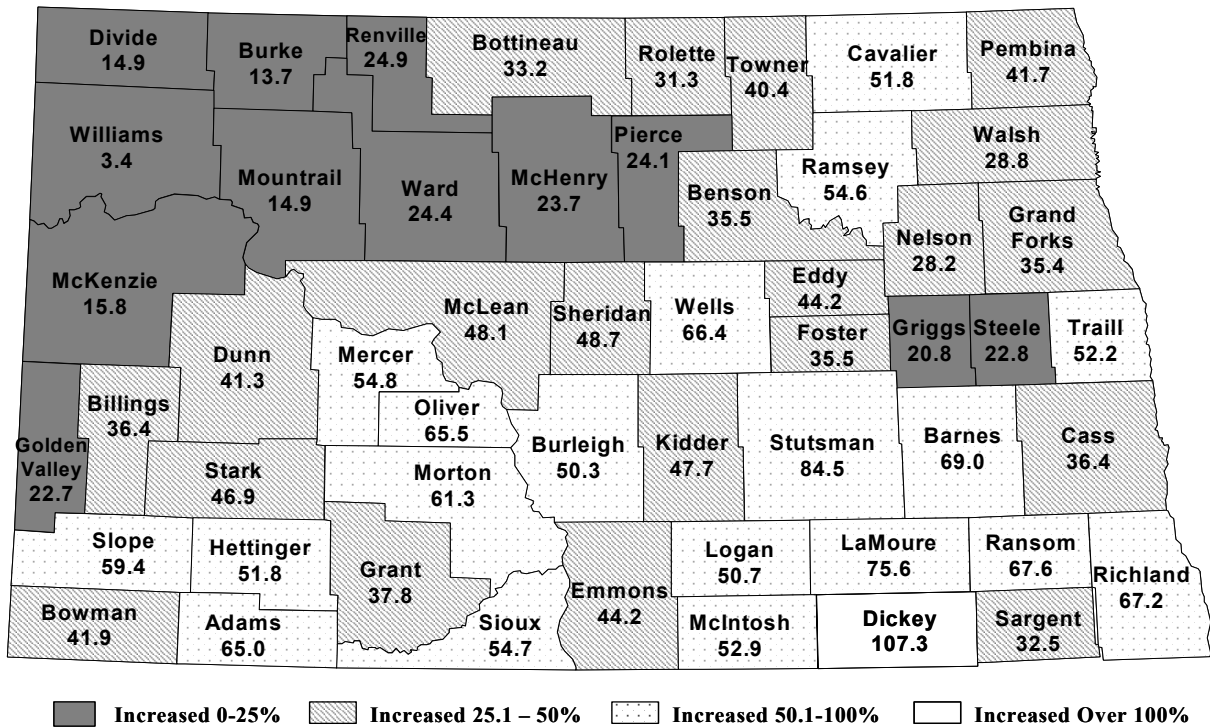 Divide
14.9
Burke
13.7
Renville
24.9
Bottineau
33.2
Rolette
31.3
Towner
40.4
Cavalier
51.8
Pembina
41.7
Williams
3.4
Mountrail
14.9
Ward
24.4
McHenry
23.7
Pierce
24.1
Benson
35.5
Ramsey
54.6
Walsh
28.8
Nelson
28.2
Grand
Forks
35.4
McKenzie
15.8
Dunn
41.3
Mercer
54.8
Oliver
65.5
McLean
48.1
Sheridan
48.7
Wells
66.4
Eddy
44.2
Foster
35.5
Griggs
20.8
Steele
22.8
Traill
52.2
Golden
Valley
22.7
Billings
36.4
Stark
46.9
Morton
61.3
Burleigh
50.3
Kidder
47.7
Stutsman
84.5
Barnes
69.0
Cass
36.4
Slope
59.4
Hettinger
51.8
Grant
37.8
Emmons
44.2
Logan
50.7
LaMoure
75.6
Ransom
67.6
Richland
67.2
Bowman
41.9
Adams
65.0
Sioux
54.7
McIntosh
52.9
Dickey
107.3
Sargent
32.5
Increased 0-25%
Increased 25.1 – 50%
Increased 50.1-100%
Increased Over 100%